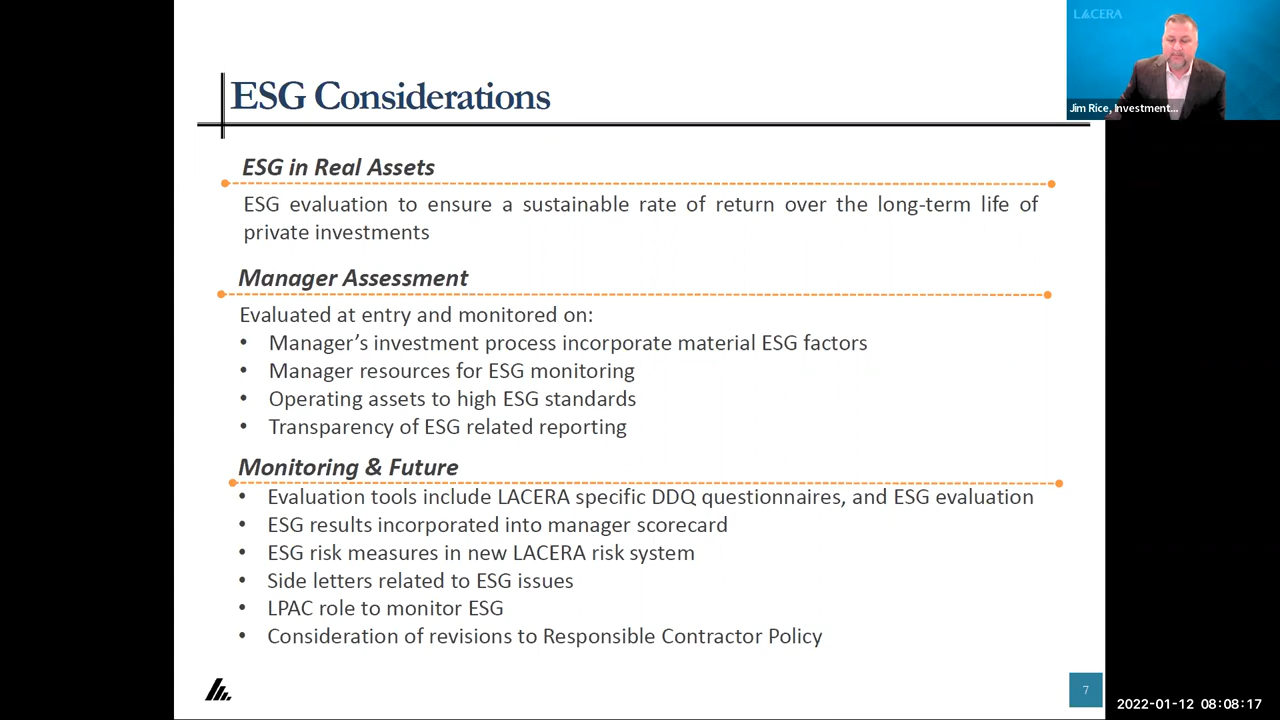 LACERA
Jim Rice, Investment...
ESG Considerations
ESG in Real Assets
ESG evaluation to ensure a sustainable rate of return over the long-term life of
private investments
Manager Assessment
Evaluated at entry and monitored on:
• Manager's investment process incorporate material ESG factors
• Manager resources for ESG monitoring
• Operating assets to high ESG standards
• Transparency of ESG related reporting
Monitoring & Future
• Evaluation tools include LACERA specific DDQ questionnaires, and ESG evaluation
• ESG results incorporated into manager scorecard
• ESG risk measures in new LACERA risk system
• Side letters related to ESG issues
• LPAC role to monitor ESG
• Consideration of revisions to Responsible Contractor Policy
7
2022-01-12 08:08:17